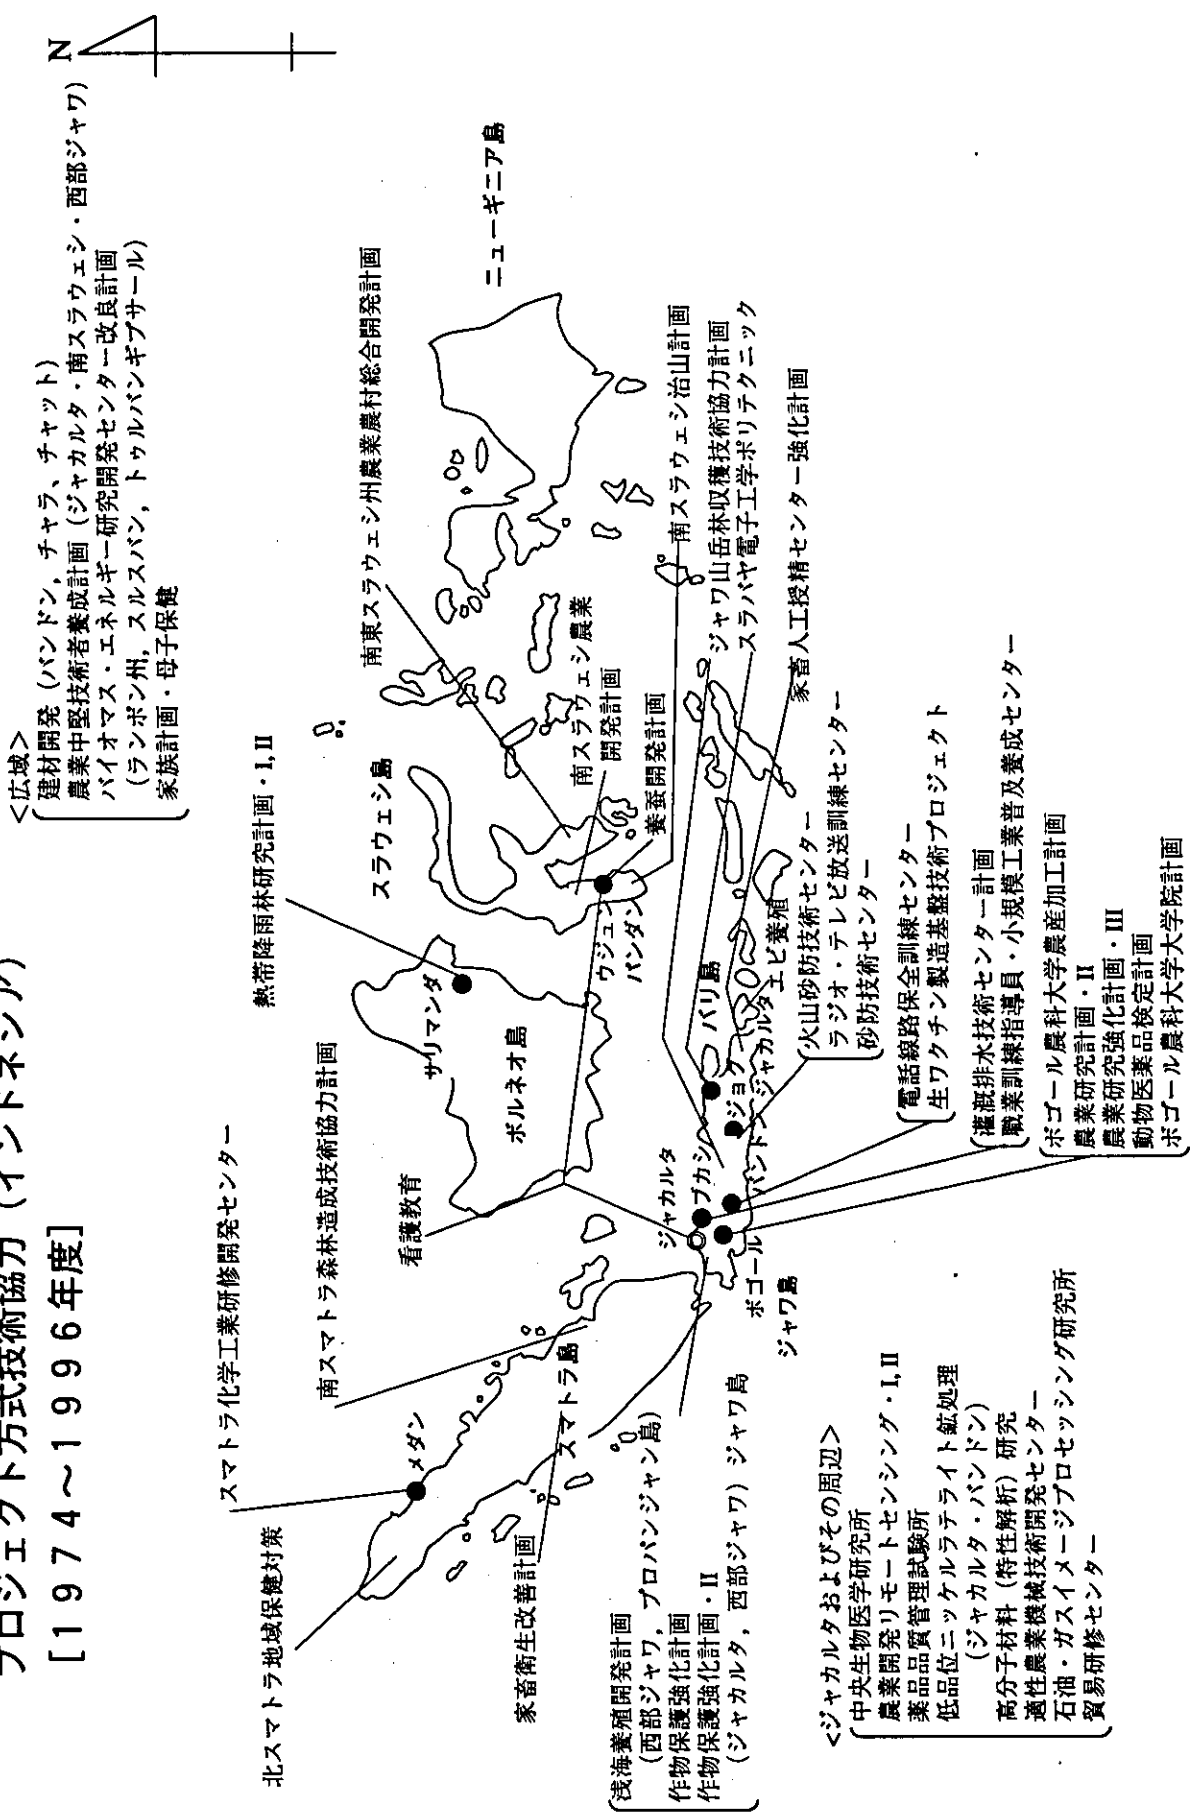 プロジェクト方式技術協力 (インドネシア)
[1974～1996年度]
N
<広域>
建材開発 (バンドン, チャラ、チャット)
農業中堅技術者養成計画 (ジャカルタ・南スラウェシ・西部ジャワ)
バイオマス・エネルギー研究開発センター改良計画
(ランポン州, スルスバン, トゥルバンギブサール)
家族計画・母子保健
スマトラ化学工業研修開発センター
北スマトラ地域保健対策
南スマトラ森林造成技術協力計画
看護教育
熱帯降雨林研究計画・I,II
南東スラウェシ州農業農村総合開発計画
ニューギニア島
スラウェシ島
サリマンダ
ボルネオ島
メダン
スマトラ島
家畜衛生改善計画
南スラウェシ農業
開発計画
養蚕開発計画
ウジュン
パンダン
南スラウェシ治山計画
ジャワ山岳林収穫技術協力計画
スラバヤ電子工学ポリテクニック
家畜人工授精センター強化計画
ジャカルタ
ブカシ
バリ島
ジョク
ジャカルタ
エビ養殖
バンドン
ボゴール
ジャワ島
火山砂防技術センター
ラジオ・テレビ放送訓練センター
砂防技術センター
電話線路保全訓練センター
生ワクチン製造基盤技術プロジェクト
灌漑排水技術センター計画
職業訓練指導員・小規模工業普及養成センター
ボゴール農科大学農産加工計画
農業研究計画・II
農業研究強化計画・III
動物医薬品検定計画
ボゴール農科大学大学院計画
浅海養殖開発計画
(西部ジャワ, プロパンジャン島)
作物保護強化計画
作物保護強化計画・II
(ジャカルタ, 西部ジャワ) ジャワ島
<ジャカルタおよびその周辺>
中央生物医学研究所
農業開発リモートセンシング・I,II
薬品品質管理試験所
低品位ニッケルラテライト鉱処理
(ジャカルタ・バンドン)
高分子材料 (特性解析) 研究
適性農業機械技術開発センター
石油・ガスイメージプロセッシング研究所
貿易研修センター